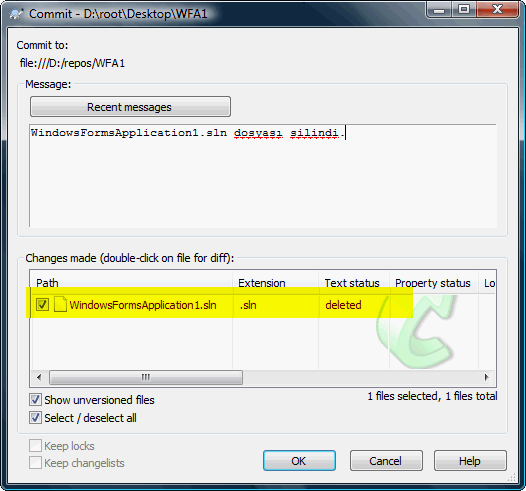 Commit - D:\root\Desktop\WFA1
Commit to:
file:///D:/repos/WFA1
Message:
Recent messages
WindowsFormsApplication1.sln dosyası silindi.
Changes made (double-click on file for diff):
Path Extension Text status Property status Lo
WindowsFormsApplication1.sln .sln deleted
Show unversioned files
1 files selected, 1 files total
Select / deselect all
Keep locks
Keep changelists
OK Cancel Help